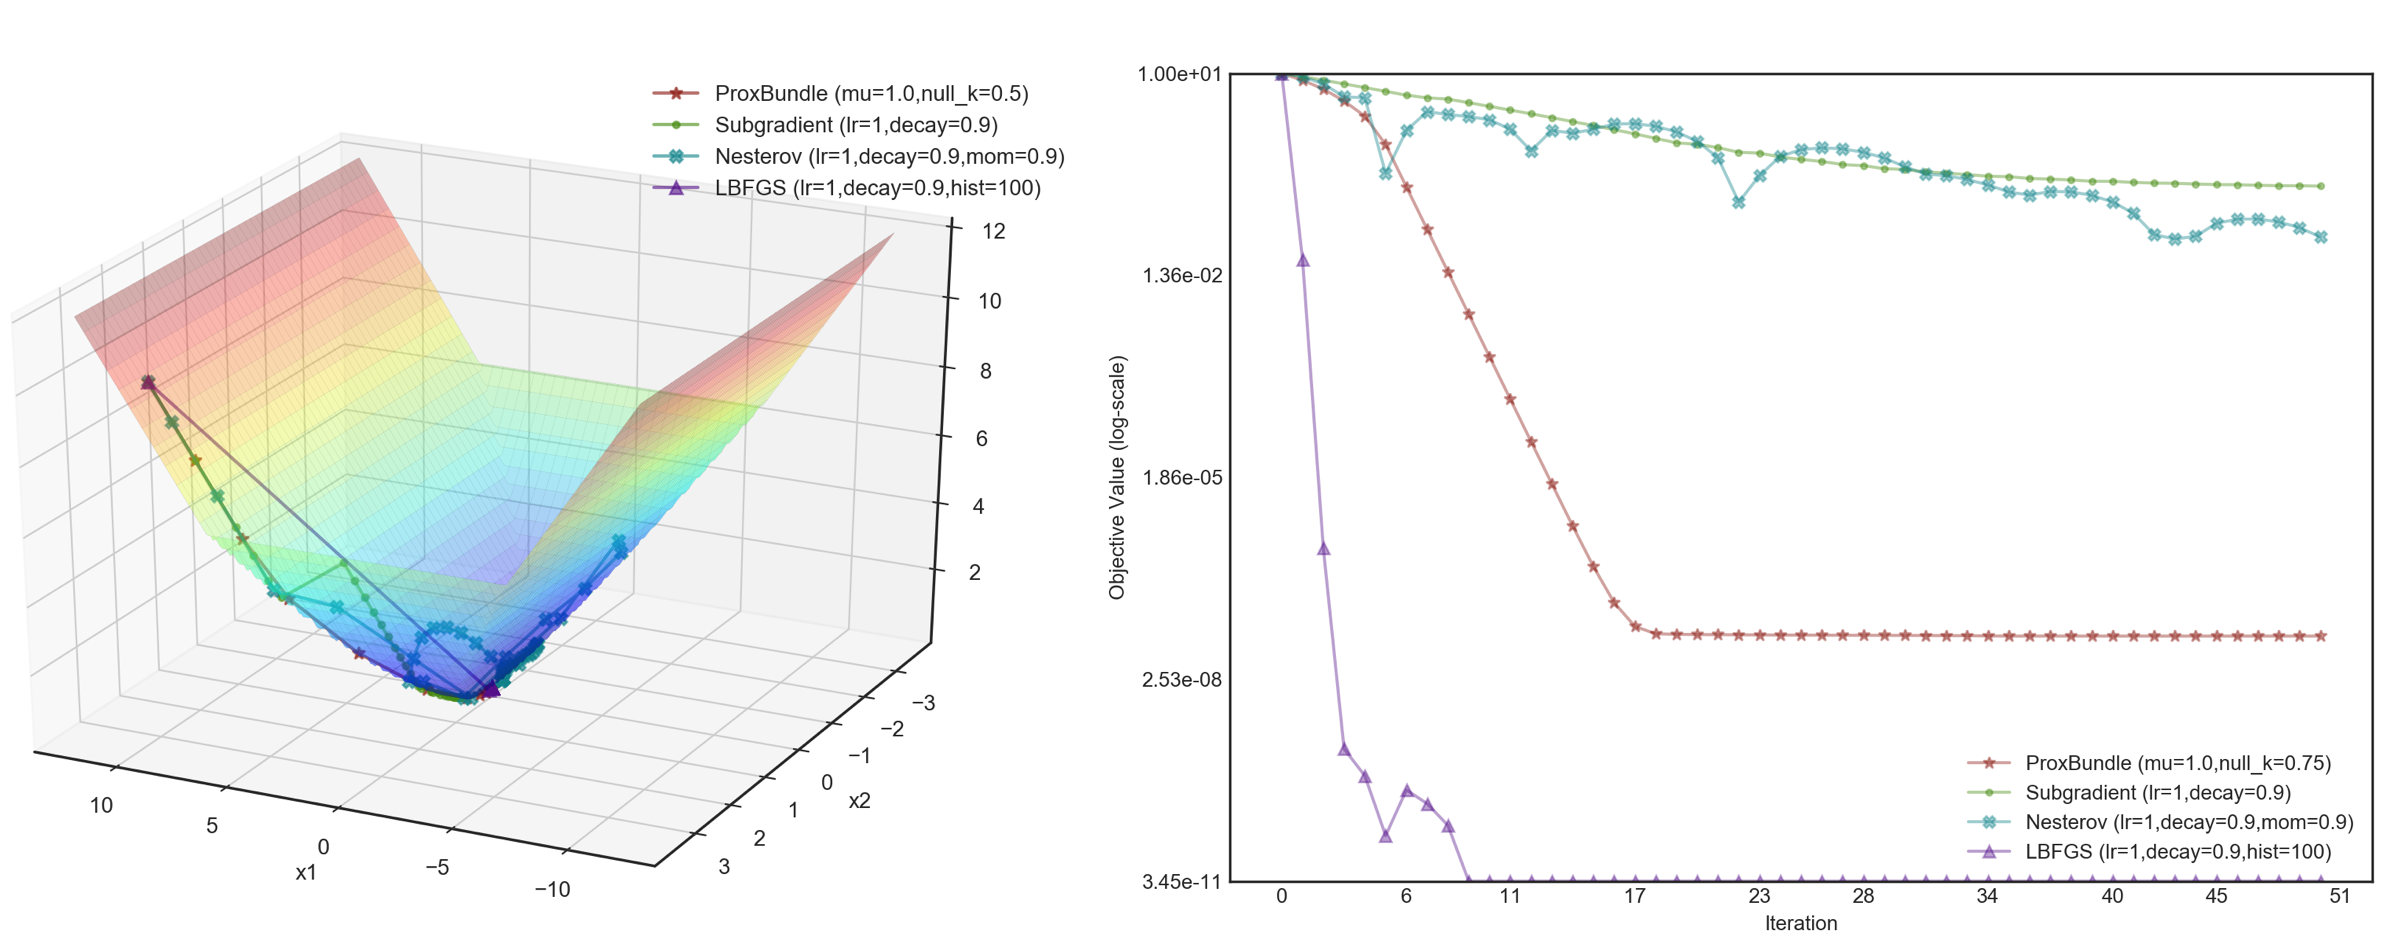 ProxBundle (mu=1.0,null_k=0.5)
Subgradient (lr=1,decay=0.9)
Nesterov (lr=1,decay=0.9,mom=0.9)
LBFGS (lr=1,decay=0.9,hist=100)
12
10
8
6
4
2
−3
−2
−1
0
1
2
3
x2
10
5
0
−5
−10
x1
1.00e+01
1.36e-02
1.86e-05
2.53e-08
3.45e-11
Objective Value (log-scale)
ProxBundle (mu=1.0,null_k=0.75)
Subgradient (lr=1,decay=0.9)
Nesterov (lr=1,decay=0.9,mom=0.9)
LBFGS (lr=1,decay=0.9,hist=100)
0 6 11 17 23 28 34 40 45 51
Iteration